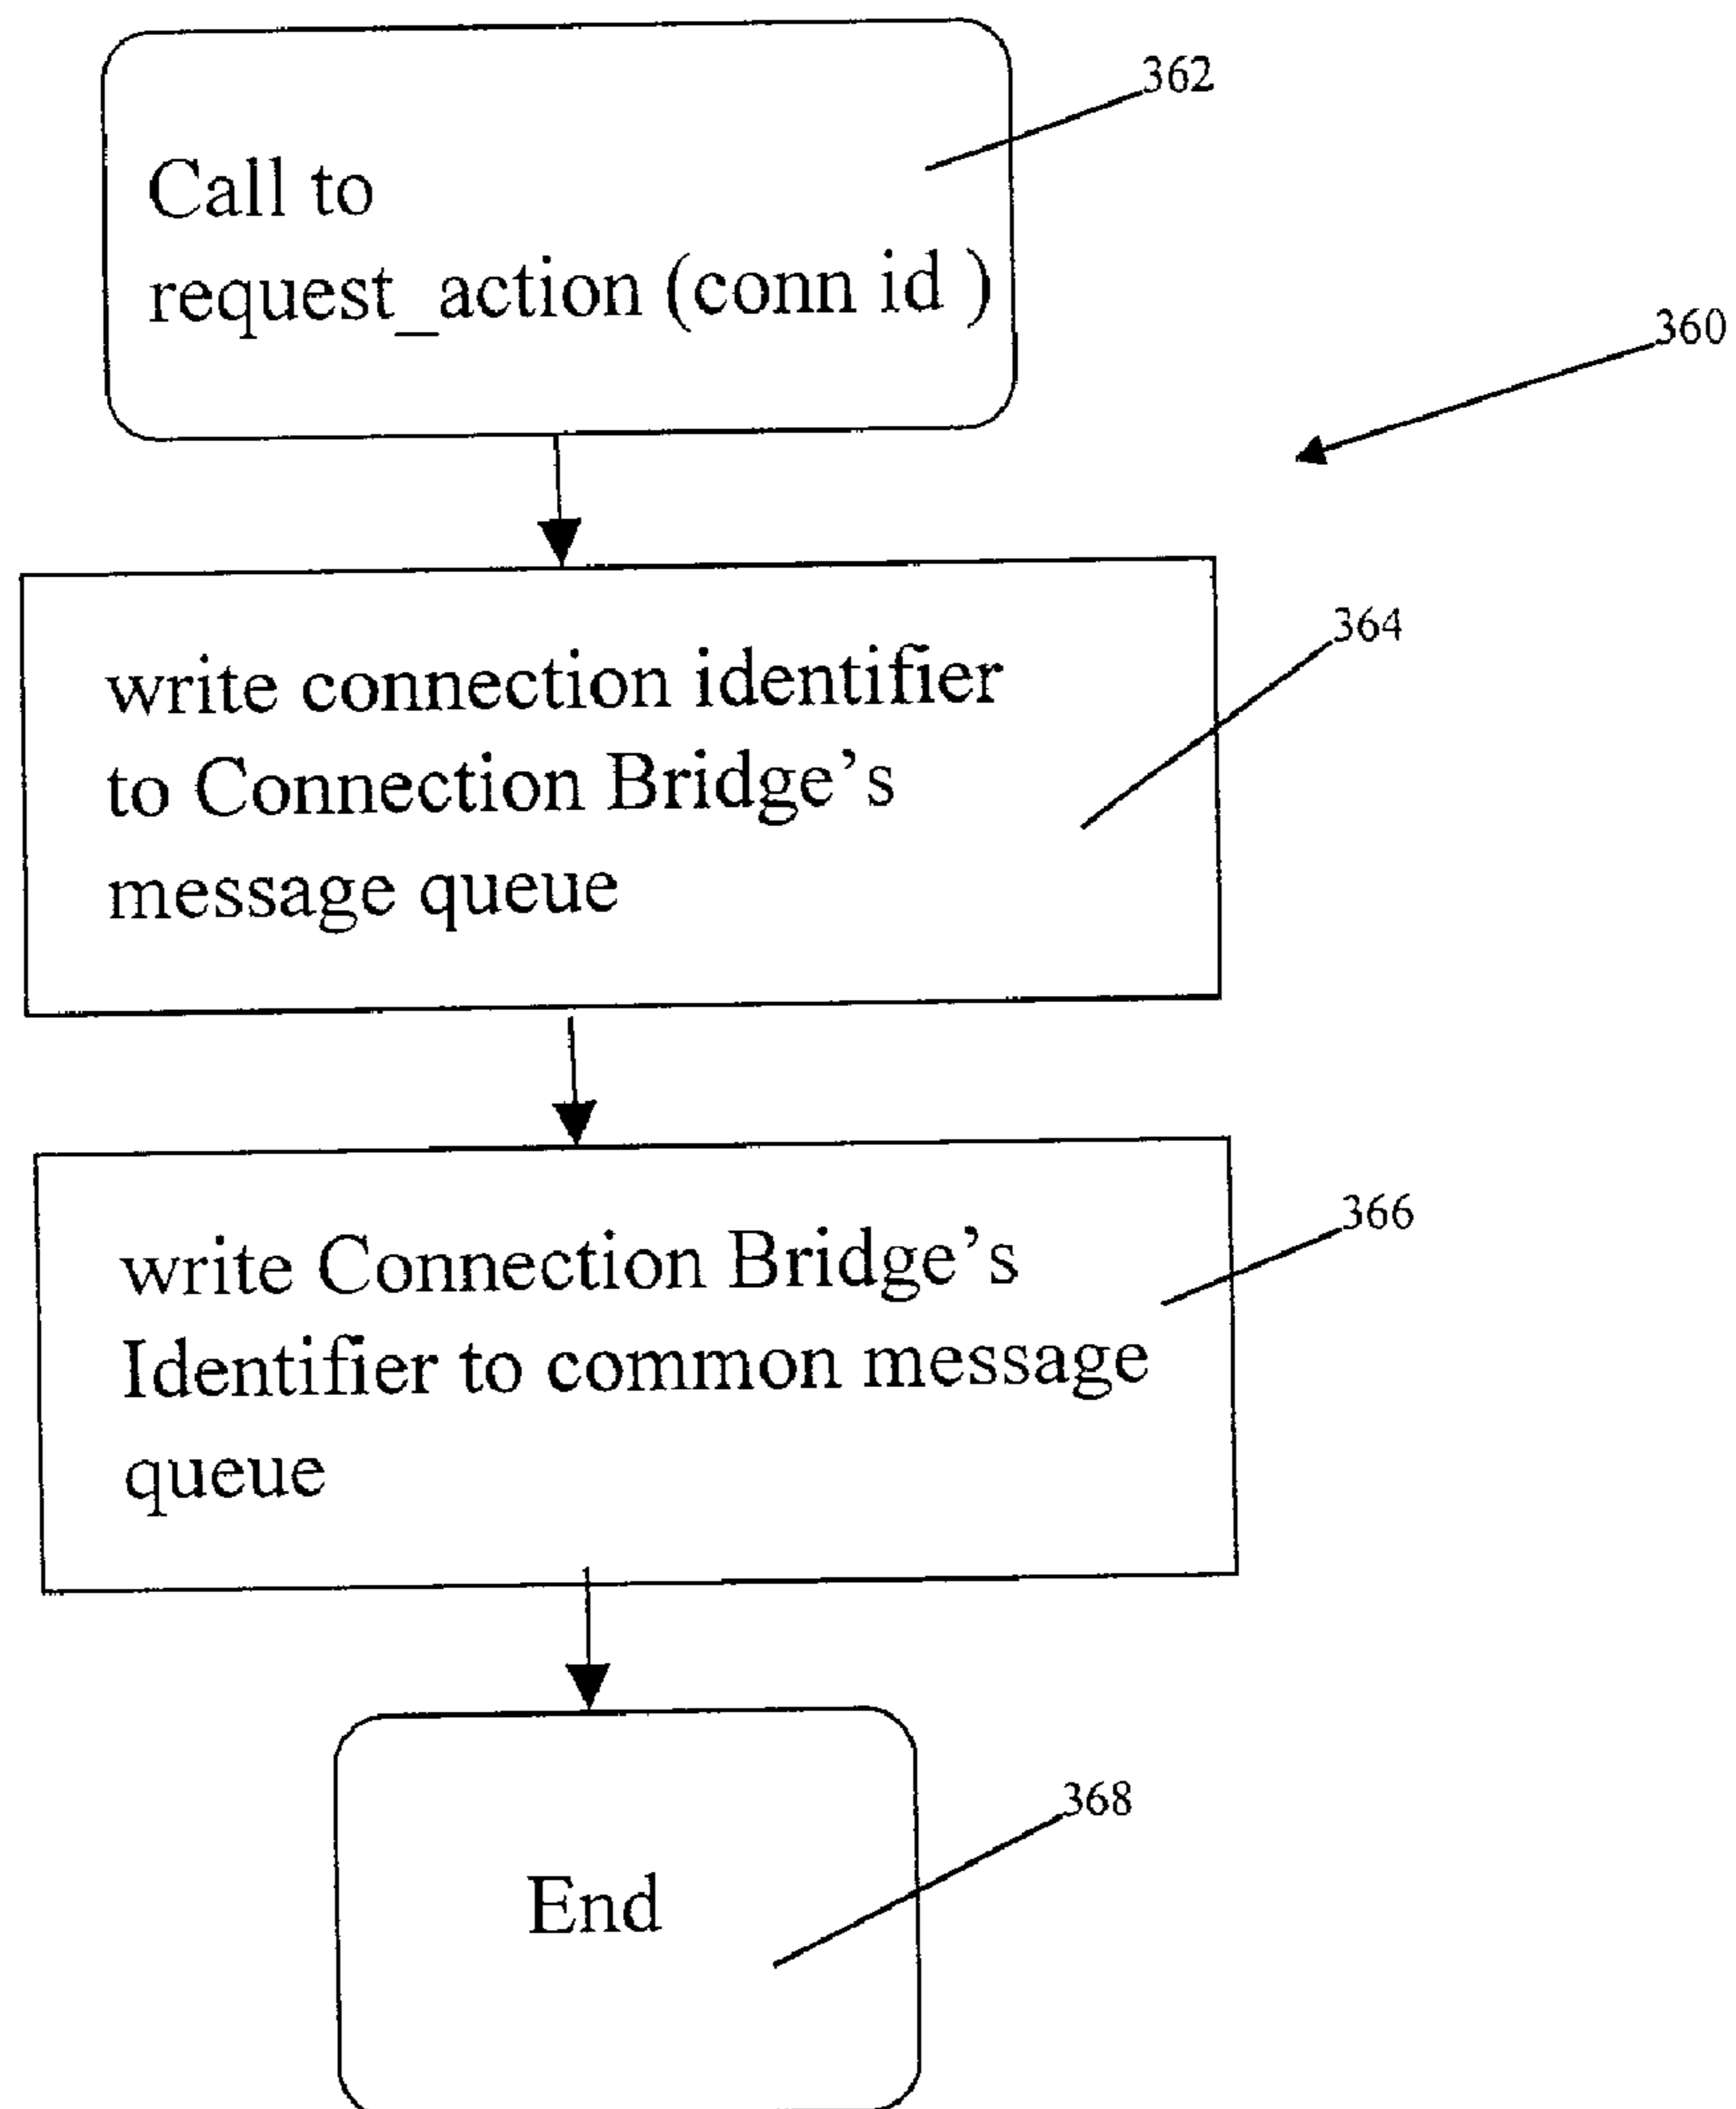 362
Call to
request_action (conn id )
360
364
write connection identifier
to Connection Bridge’s
message queue
366
write Connection Bridge’s
Identifier to common message
queue
368
End